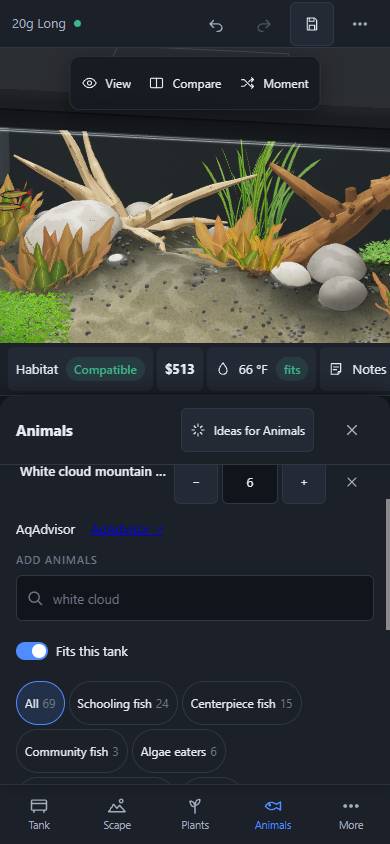 20g Long
View Compare Moment
Habitat Compatible $513 66 °F fits Notes
Animals Ideas for Animals
White cloud mountain ... − 6 +
AqAdvisor AqAdvisor
ADD ANIMALS
white cloud
Fits this tank
All 69 Schooling fish 24 Centerpiece fish 15
Community fish 3 Algae eaters 6
Tank Scape Plants Animals More